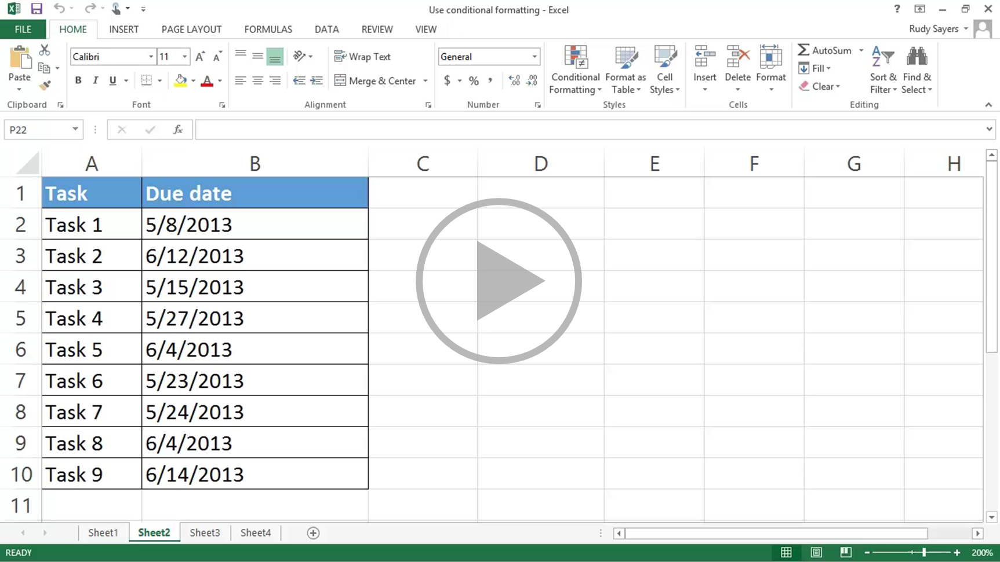 Use conditional formatting - Excel
?
FILE HOME INSERT PAGE LAYOUT FORMULAS DATA REVIEW VIEW
Rudy Sayers
Paste
Clipboard
Calibri 11
B I U
Font
Wrap Text
Merge & Center
Alignment
General
$ % ,
Number
Conditional Formatting
Format as Table
Cell Styles
Styles
Insert
Delete
Format
Cells
AutoSum
Fill
Clear
Sort & Filter
Find & Select
Editing
P22
fx
A B C D E F G H
1 Task Due date
2 Task 1 5/8/2013
3 Task 2 6/12/2013
4 Task 3 5/15/2013
5 Task 4 5/27/2013
6 Task 5 6/4/2013
7 Task 6 5/23/2013
8 Task 7 5/24/2013
9 Task 8 6/4/2013
10 Task 9 6/14/2013
11
Sheet1 Sheet2 Sheet3 Sheet4
READY
200%